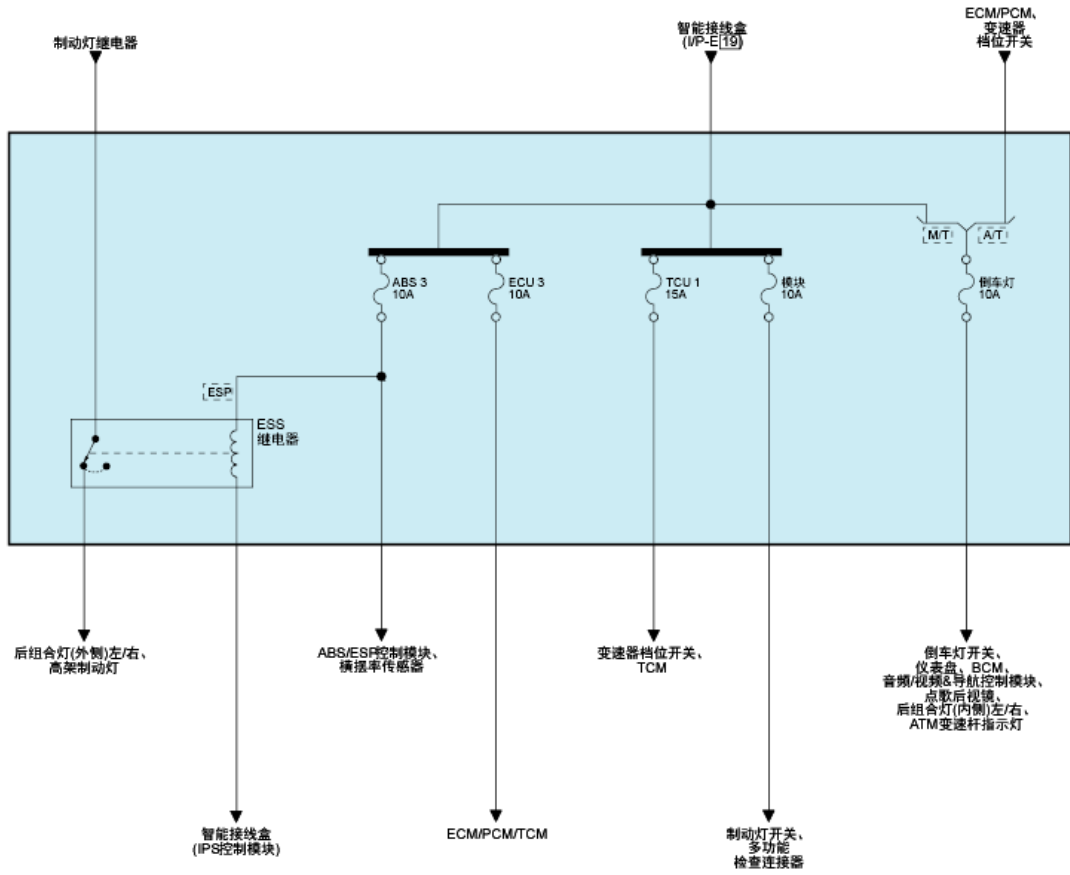 制动灯继电器
智能接线盒
(I/P-E19)
ECM/PCM、
变速器
档位开关
M/T
A/T
ABS 3
10A
ECU 3
10A
TCU 1
15A
模块
10A
倒车灯
10A
ESP
ESS
继电器
后组合灯(外侧)左/右、
高架制动灯
ABS/ESP控制模块、
横摆率传感器
变速器档位开关、
TCM
倒车灯开关、
仪表盘、BCM、
音频/视频&导航控制模块、
点歌后视镜、
后组合灯(内侧)左/右、
ATM变速杆指示灯
智能接线盒
(IPS控制模块)
ECM/PCM/TCM
制动灯开关、
多功能
检查连接器